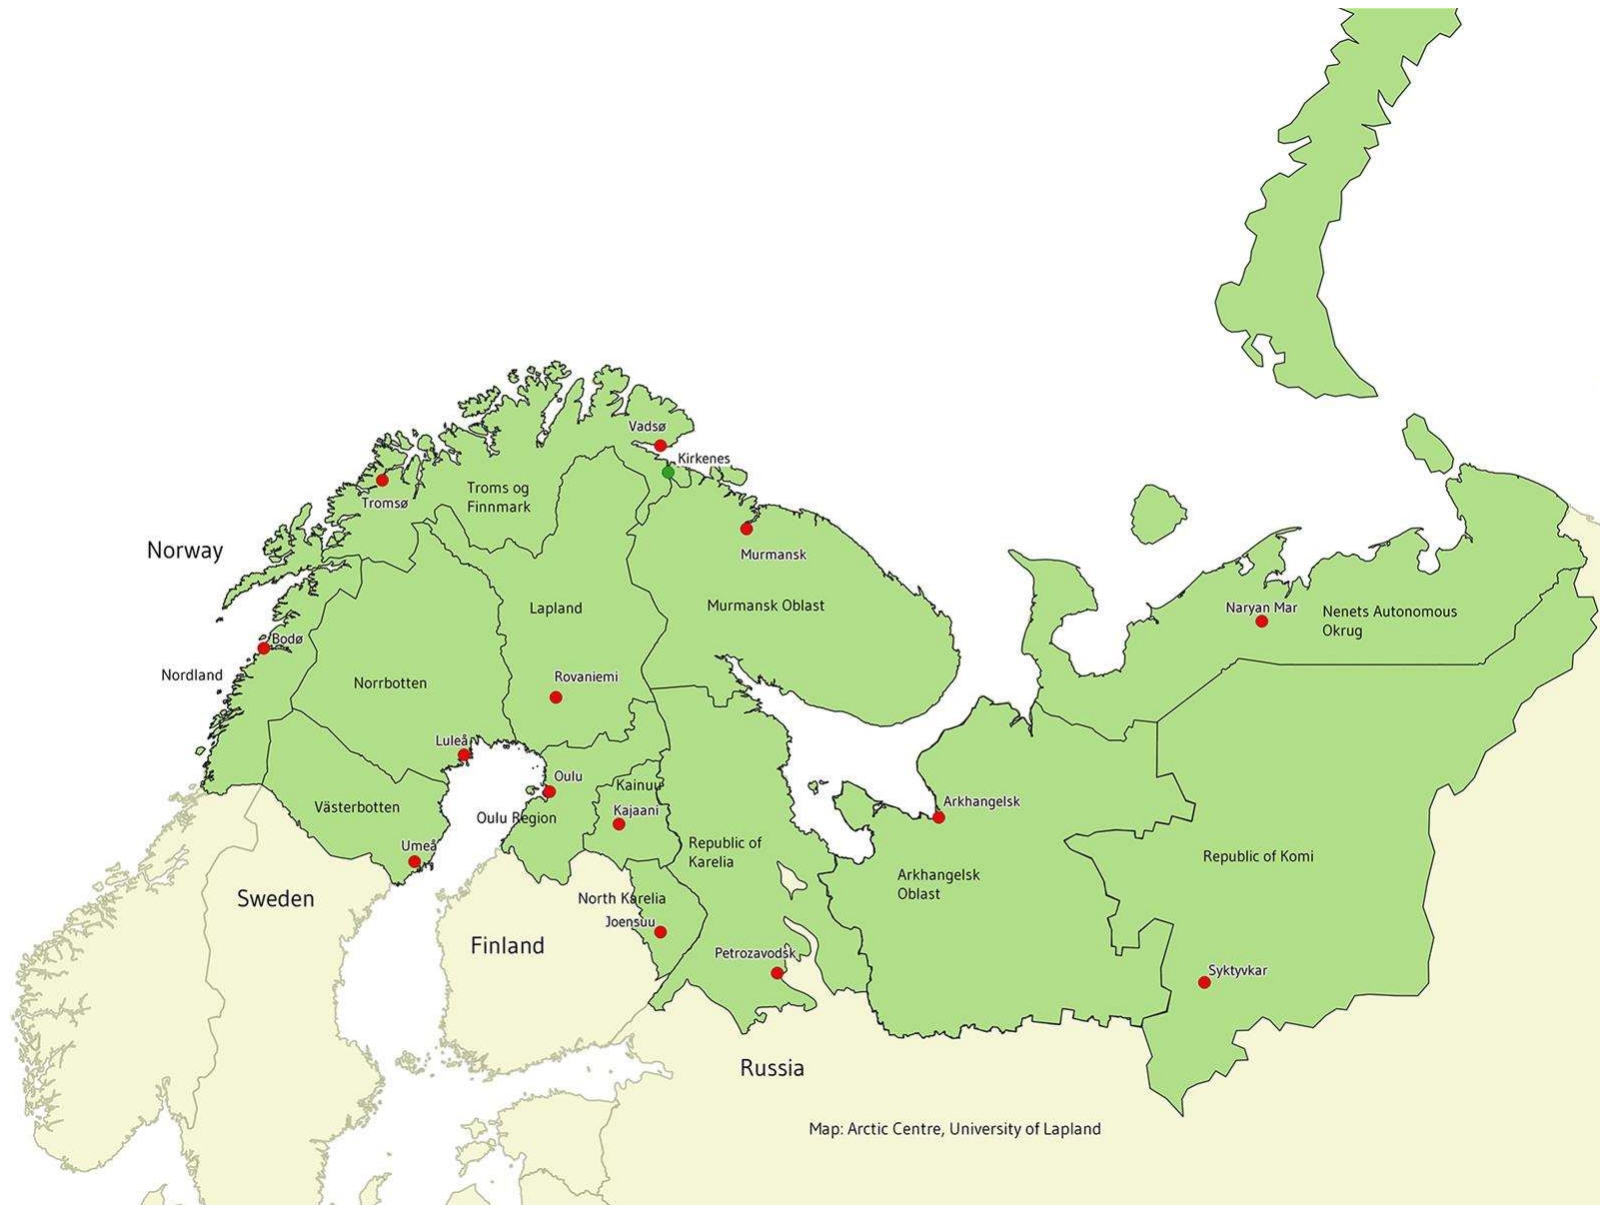 Vadsø
Kirkenes
Tromsø
Troms og
Finnmark
Murmansk
Norway
Lapland
Murmansk Oblast
Naryan Mar
Nenets Autonomous
Okrug
Bodø
Nordland
Norrbotten
Rovaniemi
Luleå
Oulu
Kainuu
Västerbotten
Kajaani
Oulu Region
Arkhangelsk
Umeå
Republic of
Karelia
Republic of Komi
Arkhangelsk
Oblast
Sweden
North Karelia
Joensuu
Finland
Petrozavodsk
Syktyvkar
Russia
Map: Arctic Centre, University of Lapland